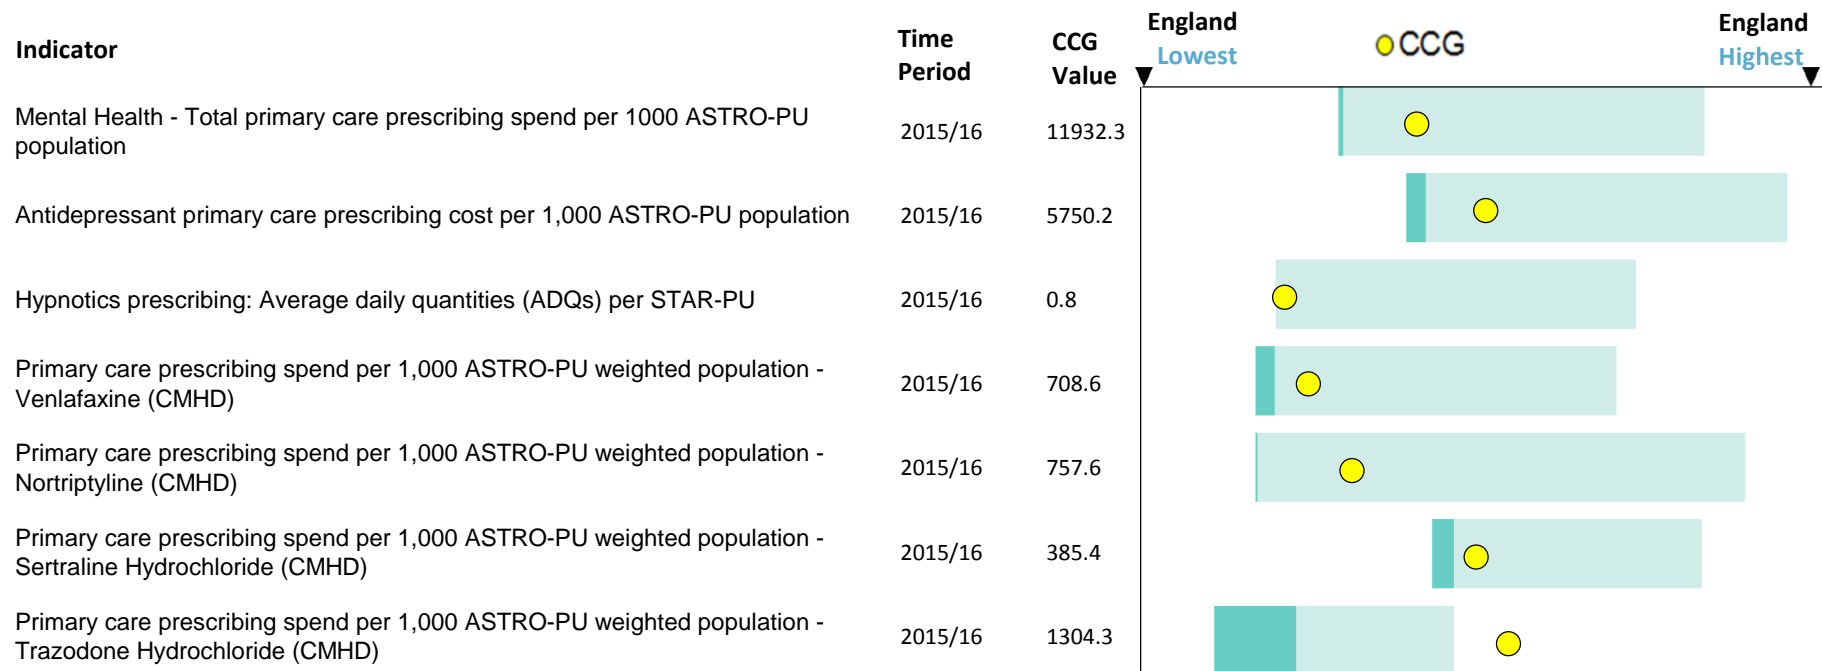 Indicator
Time Period
CCG Value
England Lowest
CCG
England Highest
Mental Health - Total primary care prescribing spend per 1000 ASTRO-PU
population
2015/16
11932.3
Antidepressant primary care prescribing cost per 1,000 ASTRO-PU population
2015/16
5750.2
Hypnotics prescribing: Average daily quantities (ADQs) per STAR-PU
2015/16
0.8
Primary care prescribing spend per 1,000 ASTRO-PU weighted population -
Venlafaxine (CMHD)
2015/16
708.6
Primary care prescribing spend per 1,000 ASTRO-PU weighted population -
Nortriptyline (CMHD)
2015/16
757.6
Primary care prescribing spend per 1,000 ASTRO-PU weighted population -
Sertraline Hydrochloride (CMHD)
2015/16
385.4
Primary care prescribing spend per 1,000 ASTRO-PU weighted population -
Trazodone Hydrochloride (CMHD)
2015/16
1304.3